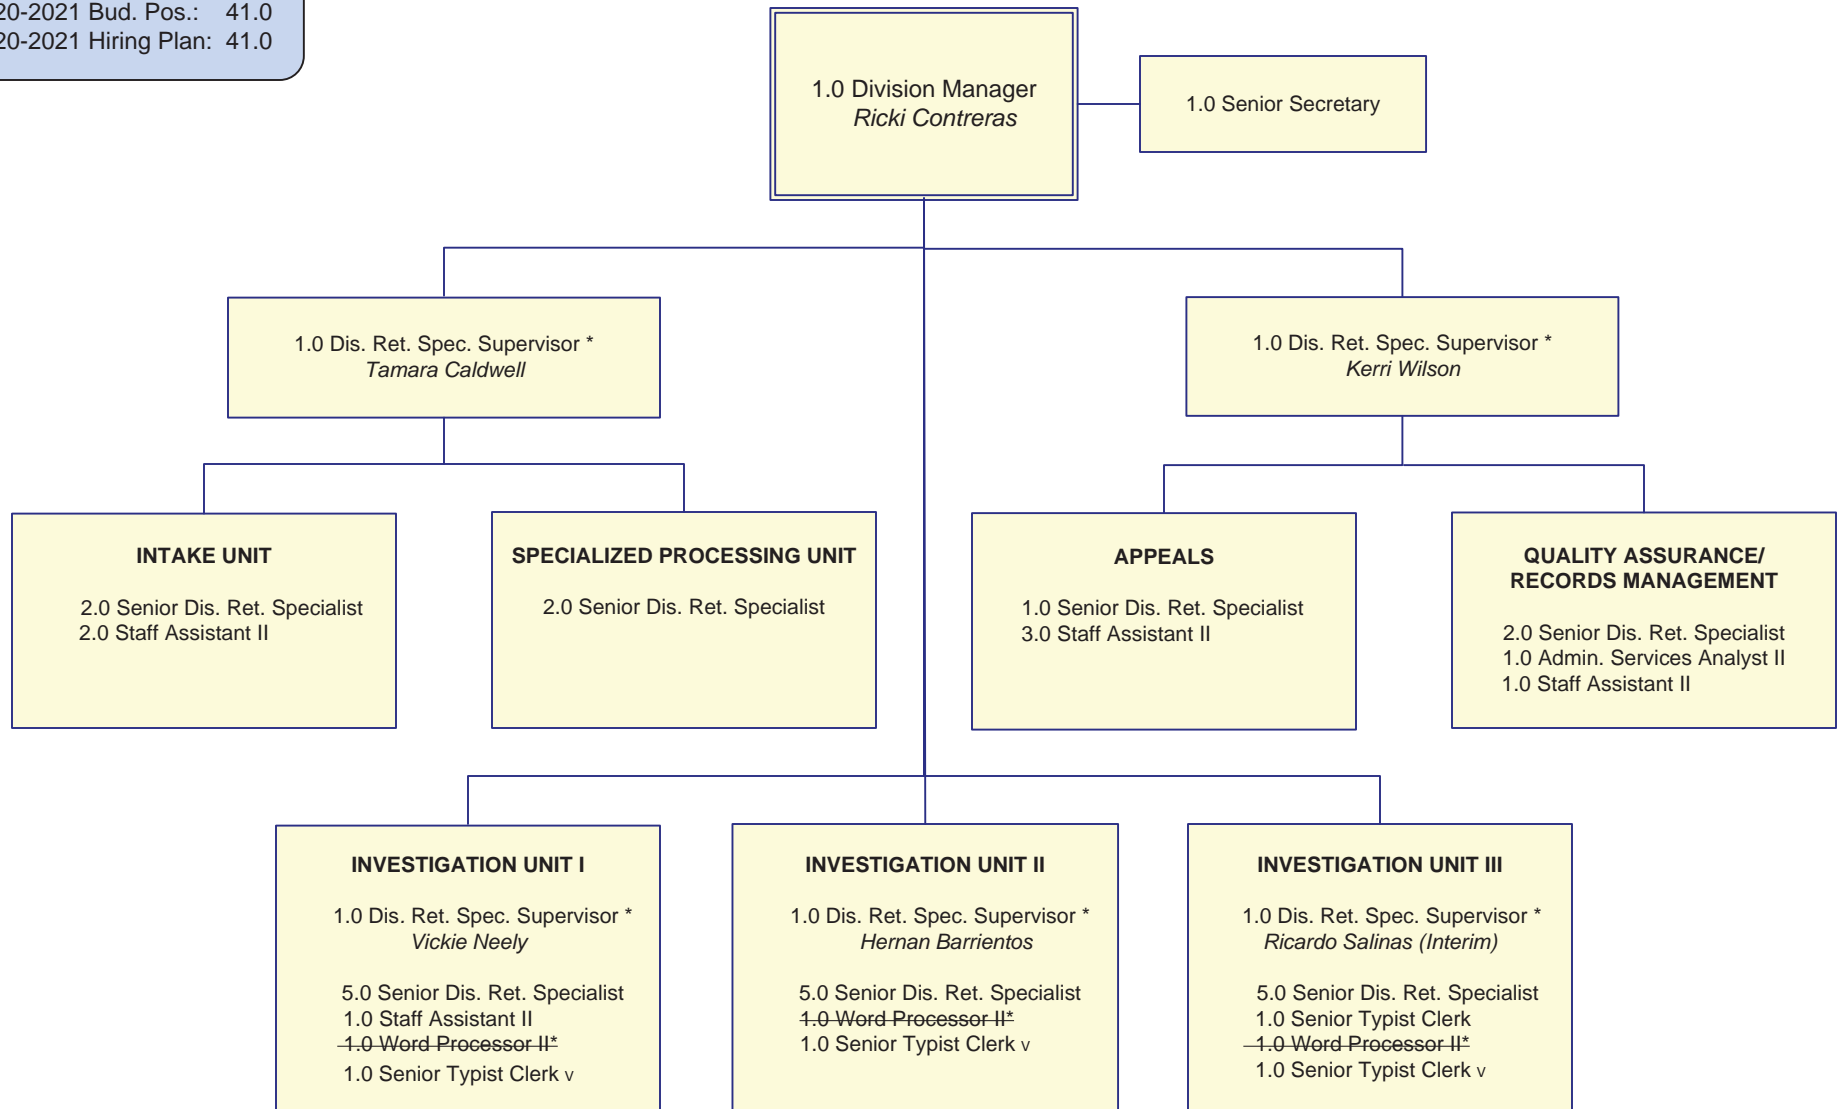 20-2021 Bud. Pos.: 41.0
20-2021 Hiring Plan: 41.0
1.0 Division Manager
Ricki Contreras
1.0 Senior Secretary
1.0 Dis. Ret. Spec. Supervisor *
Tamara Caldwell
1.0 Dis. Ret. Spec. Supervisor *
Kerri Wilson
INTAKE UNIT
2.0 Senior Dis. Ret. Specialist
2.0 Staff Assistant II
SPECIALIZED PROCESSING UNIT
2.0 Senior Dis. Ret. Specialist
APPEALS
1.0 Senior Dis. Ret. Specialist
3.0 Staff Assistant II
QUALITY ASSURANCE/
RECORDS MANAGEMENT
2.0 Senior Dis. Ret. Specialist
1.0 Admin. Services Analyst II
1.0 Staff Assistant II
INVESTIGATION UNIT I
1.0 Dis. Ret. Spec. Supervisor *
Vickie Neely
5.0 Senior Dis. Ret. Specialist
1.0 Staff Assistant II
1.0 Word Processor II*
1.0 Senior Typist Clerk v
INVESTIGATION UNIT II
1.0 Dis. Ret. Spec. Supervisor *
Hernan Barrientos
5.0 Senior Dis. Ret. Specialist
1.0 Word Processor II*
1.0 Senior Typist Clerk v
INVESTIGATION UNIT III
1.0 Dis. Ret. Spec. Supervisor *
Ricardo Salinas (Interim)
5.0 Senior Dis. Ret. Specialist
1.0 Senior Typist Clerk
1.0 Word Processor II*
1.0 Senior Typist Clerk v